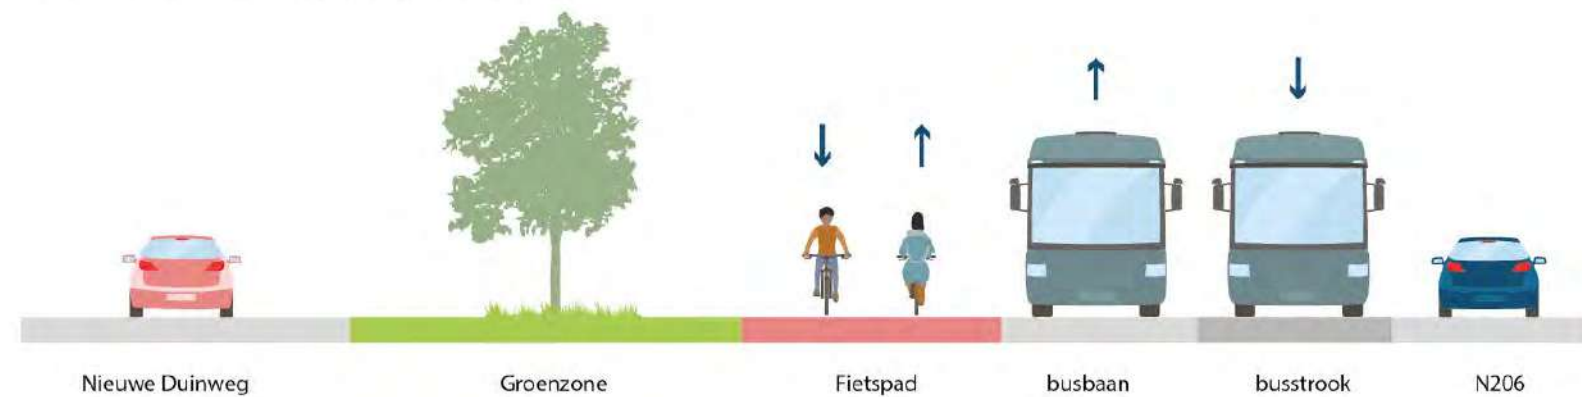 Nieuwe Duinweg
Groenzone
Fietspad
busbaan
busstrook
N206